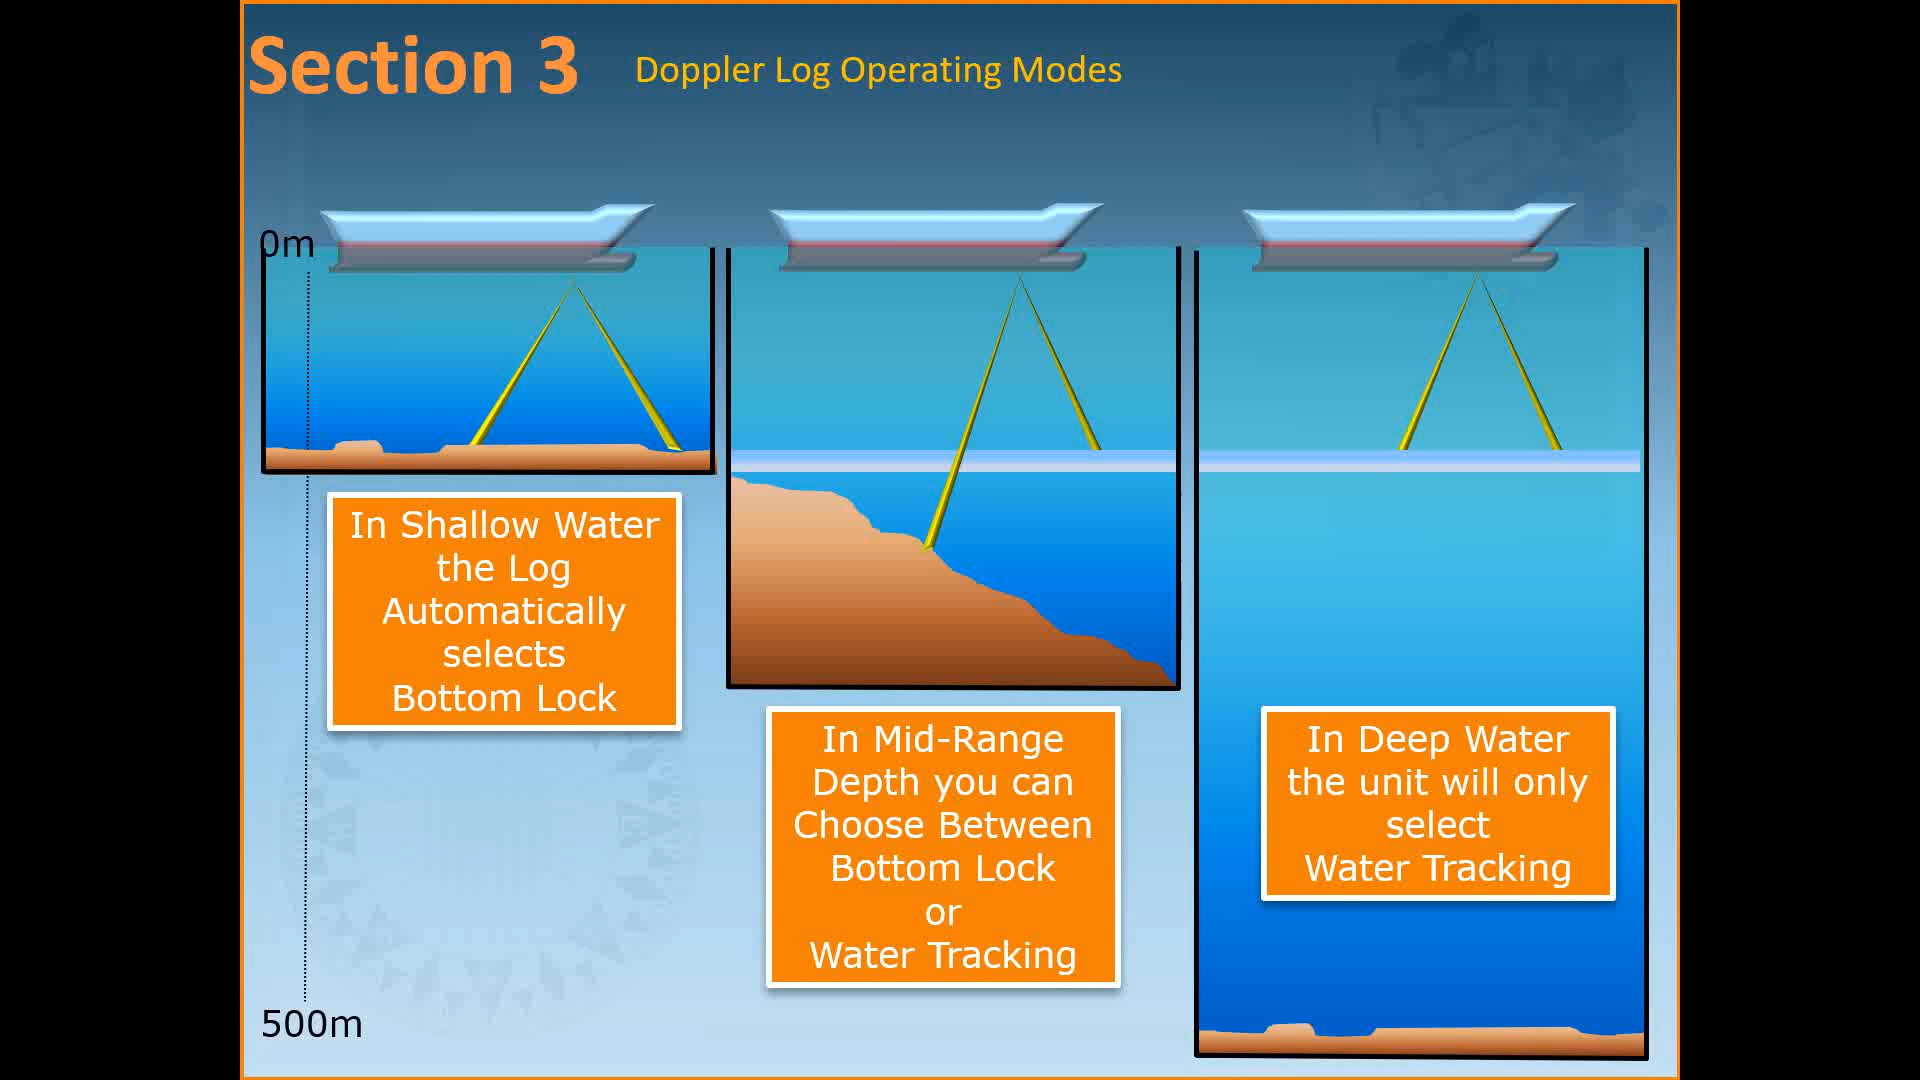 Section 3
Doppler Log Operating Modes
0m
In Shallow Water
the Log
Automatically
selects
Bottom Lock
In Mid-Range
Depth you can
Choose Between
Bottom Lock
or
Water Tracking
In Deep Water
the unit will only
select
Water Tracking
500m